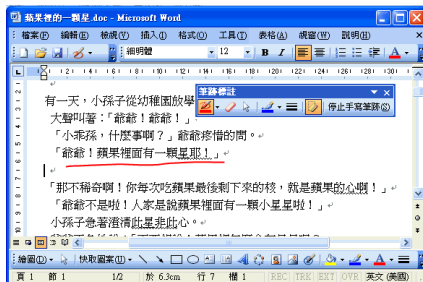 蘋果裡的一顆星.doc - Microsoft Word
檔案(F) 編輯(E) 檢視(V) 插入(I) 格式(O) 工具(T) 表格(A) 視窗(W) 說明(H)
細明體 12 B I
筆跡標註
停止手寫筆跡(S)
有一天，小孫子從幼稚園放學
大聲叫著：「爺爺！爺爺！」
「小乖孫，什麼事啊？」爺爺疼惜的問。
「爺爺！蘋果裡面有一顆星耶！」
「那不稀奇啊！你每次吃蘋果最後剩下來的核，就是蘋果的心啊！」
「爺爺不是啦！人家是說蘋果裡面有一顆小星星啦！」
小孫子急著澄清此星非此心。
繪圖(D) 快取圖案(U)
頁 1 節 1 1/2 於 6.3cm 行 7 欄 1 REC TRK EXT OVR 英文 (美國)